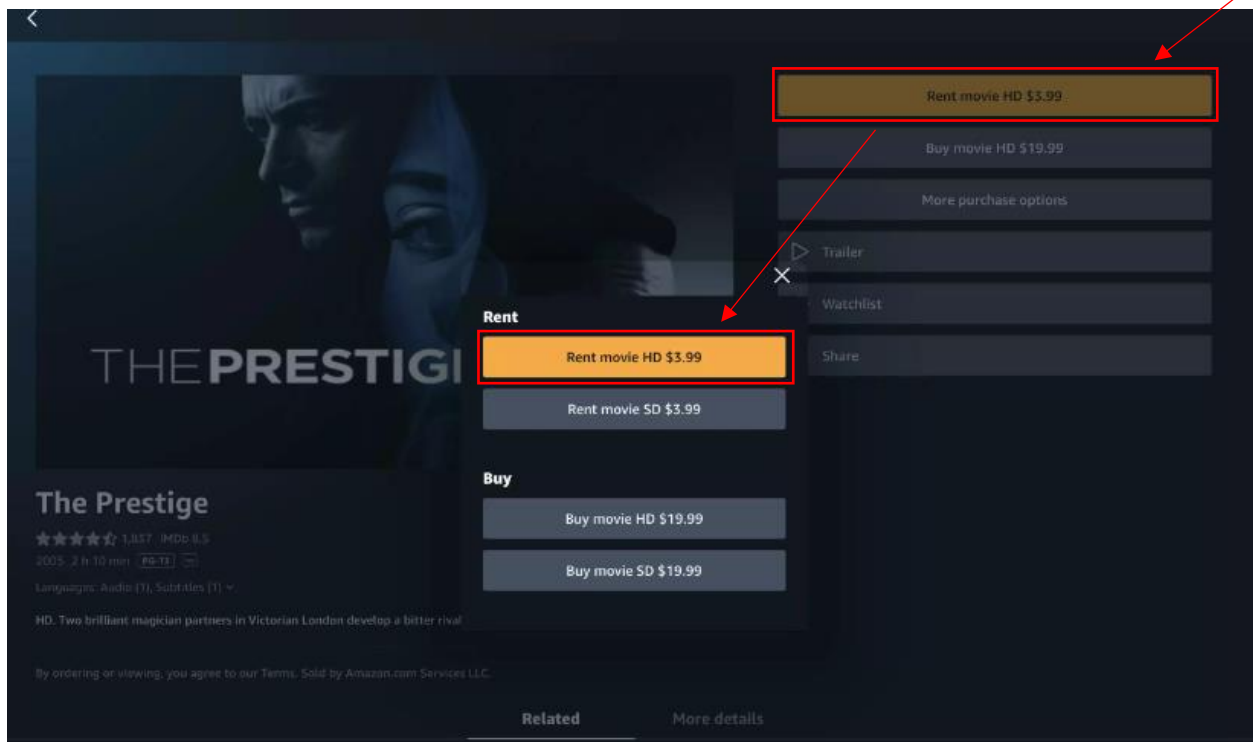 Rent movie HD $3.99
Buy movie HD $19.99
More purchase options
Trailer
Watchlist
Share
Rent
Rent movie HD $3.99
Rent movie SD $3.99
Buy
Buy movie HD $19.99
Buy movie SD $19.99
THEPRESTIG
The Prestige
1,837 IMDb 8.5
2005 2 h 10 min PG-13
Languages: Audio (1), Subtitles (1)
HD. Two brilliant magician partners in Victorian London develop a bitter rival
By ordering or viewing, you agree to our Terms. Sold by Amazon.com Services LLC.
Related More details